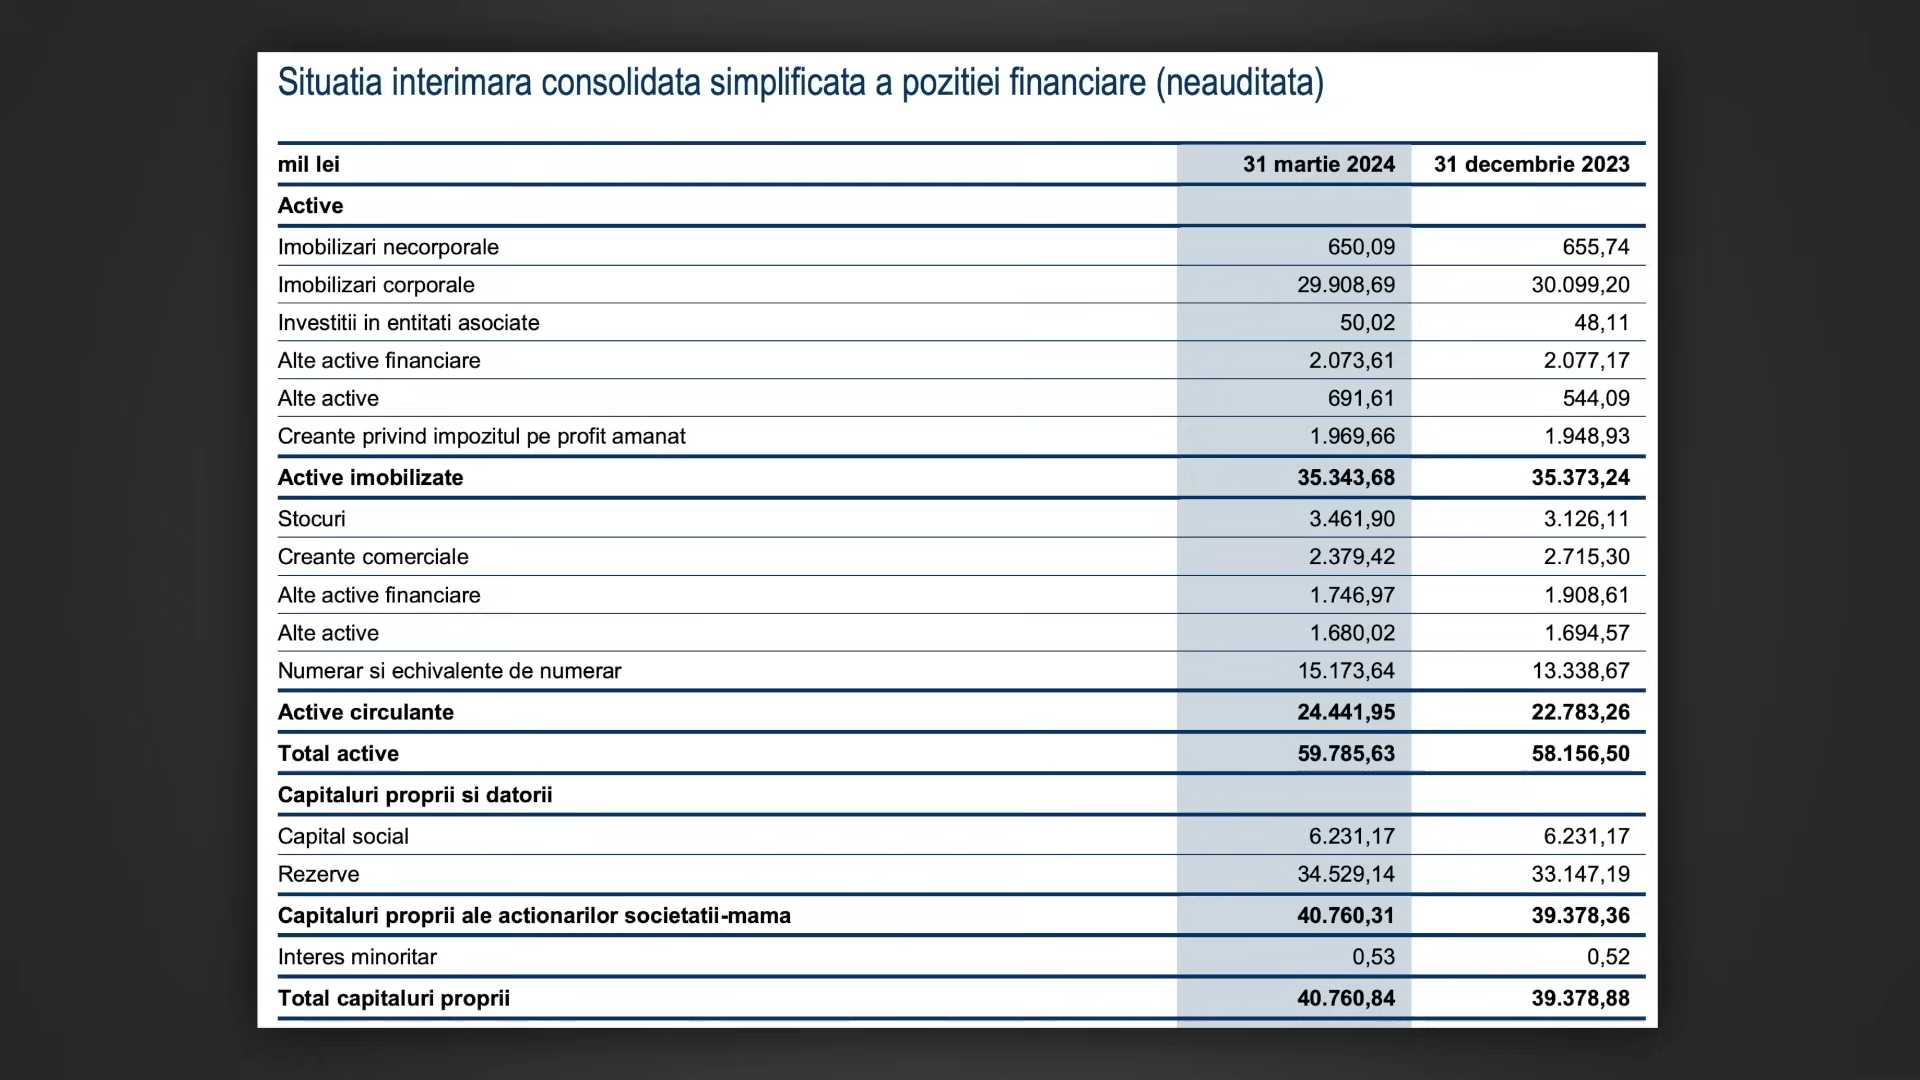 Situatia interimara consolidata simplificata a pozitiei financiare (neauditata)
mil lei 31 martie 2024 31 decembrie 2023
Active
Imobilizari necorporale 650,09 655,74
Imobilizari corporale 29.908,69 30.099,20
Investitii in entitati asociate 50,02 48,11
Alte active financiare 2.073,61 2.077,17
Alte active 691,61 544,09
Creante privind impozitul pe profit amanat 1.969,66 1.948,93
Active imobilizate 35.343,68 35.373,24
Stocuri 3.461,90 3.126,11
Creante comerciale 2.379,42 2.715,30
Alte active financiare 1.746,97 1.908,61
Alte active 1.680,02 1.694,57
Numerar si echivalente de numerar 15.173,64 13.338,67
Active circulante 24.441,95 22.783,26
Total active 59.785,63 58.156,50
Capitaluri proprii si datorii
Capital social 6.231,17 6.231,17
Rezerve 34.529,14 33.147,19
Capitaluri proprii ale actionarilor societatii-mama 40.760,31 39.378,36
Interes minoritar 0,53 0,52
Total capitaluri proprii 40.760,84 39.378,88